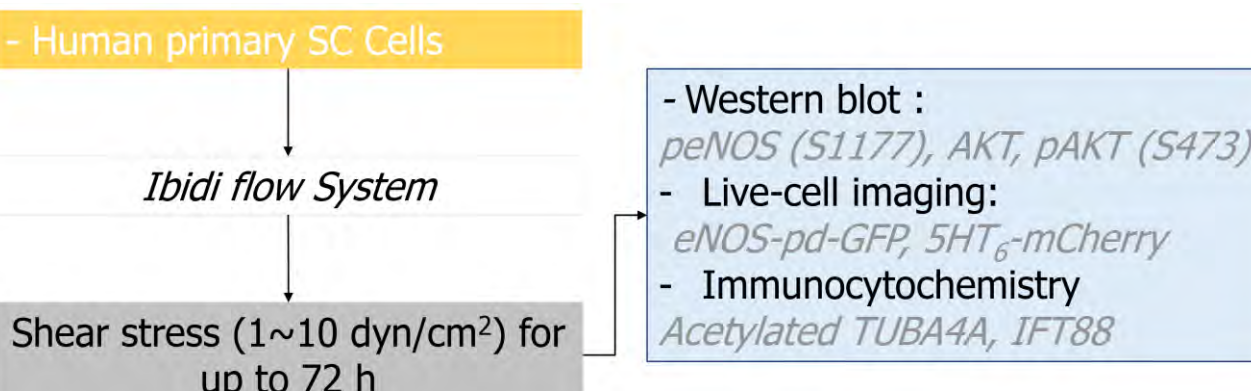 - Human primary SC Cells
Ibidi flow System
Shear stress (1~10 dyn/cm²) for
up to 72 h
- Western blot :
peNOS (S1177), AKT, pAKT (S473)
- Live-cell imaging:
eNOS-pd-GFP, 5HT₆-mCherry
- Immunocytochemistry
Acetylated TUBA4A, IFT88